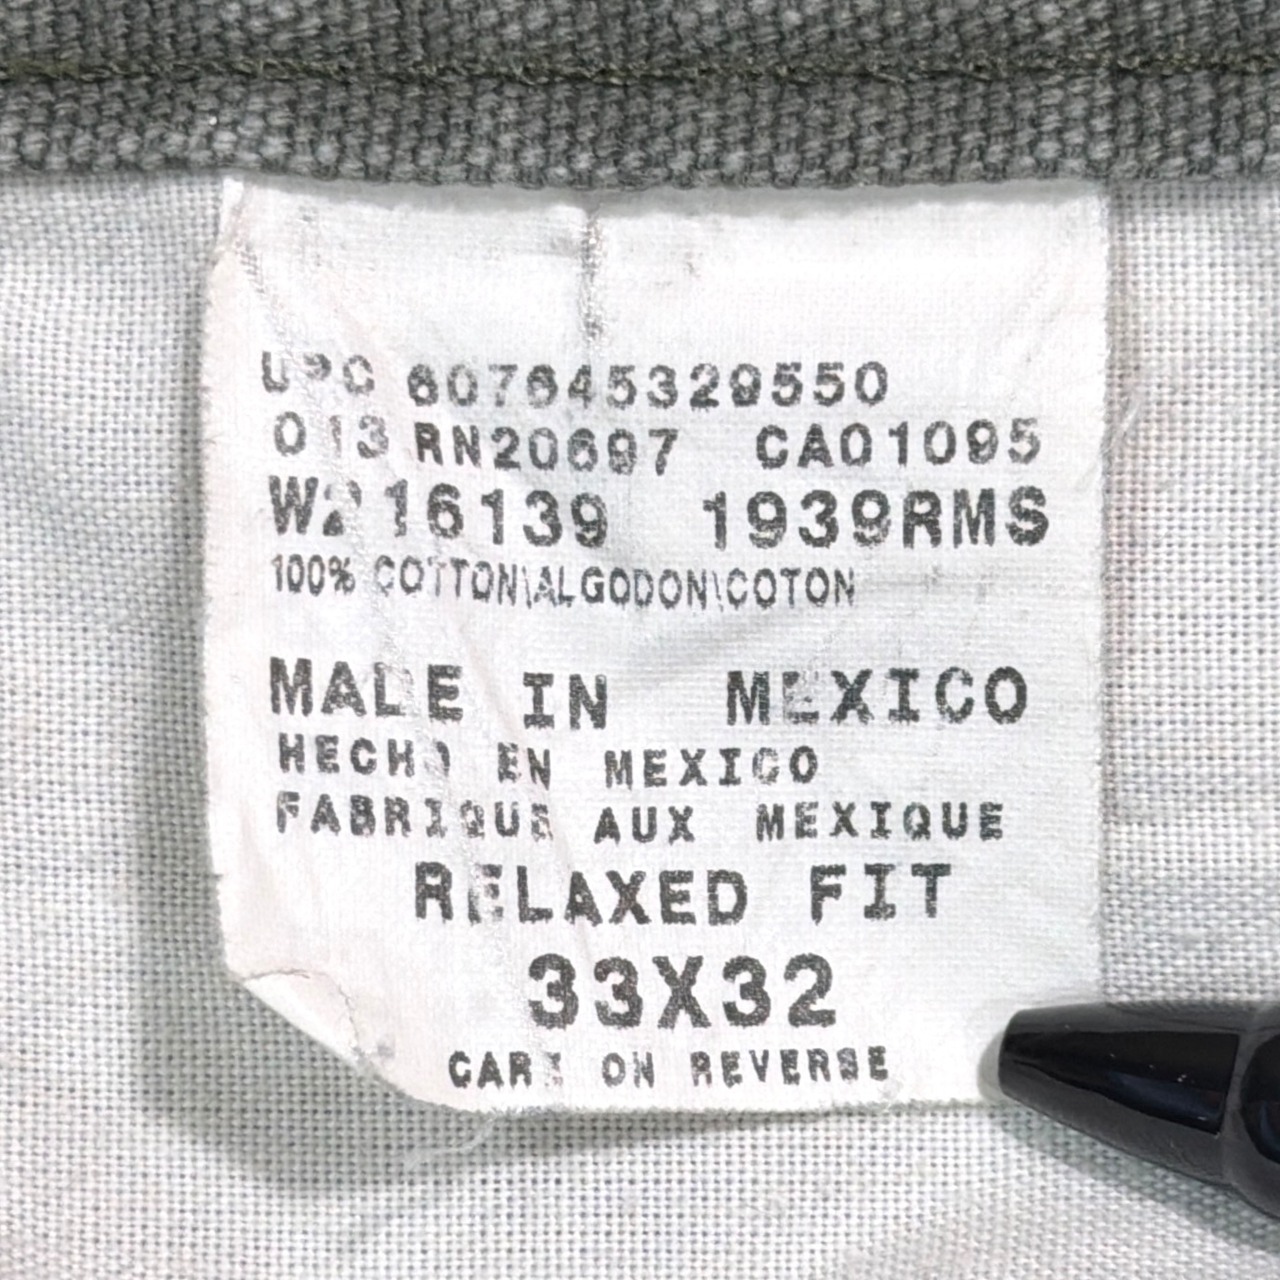 UPC 607645329550
013 RN20697 CA01095
W216139 1939RMS
100% COTTON\ALGODON\COTON
MADE IN MEXICO
HECHO EN MEXICO
FABRIQUE AUX MEXIQUE
RELAXED FIT
33X32
CARE ON REVERSE